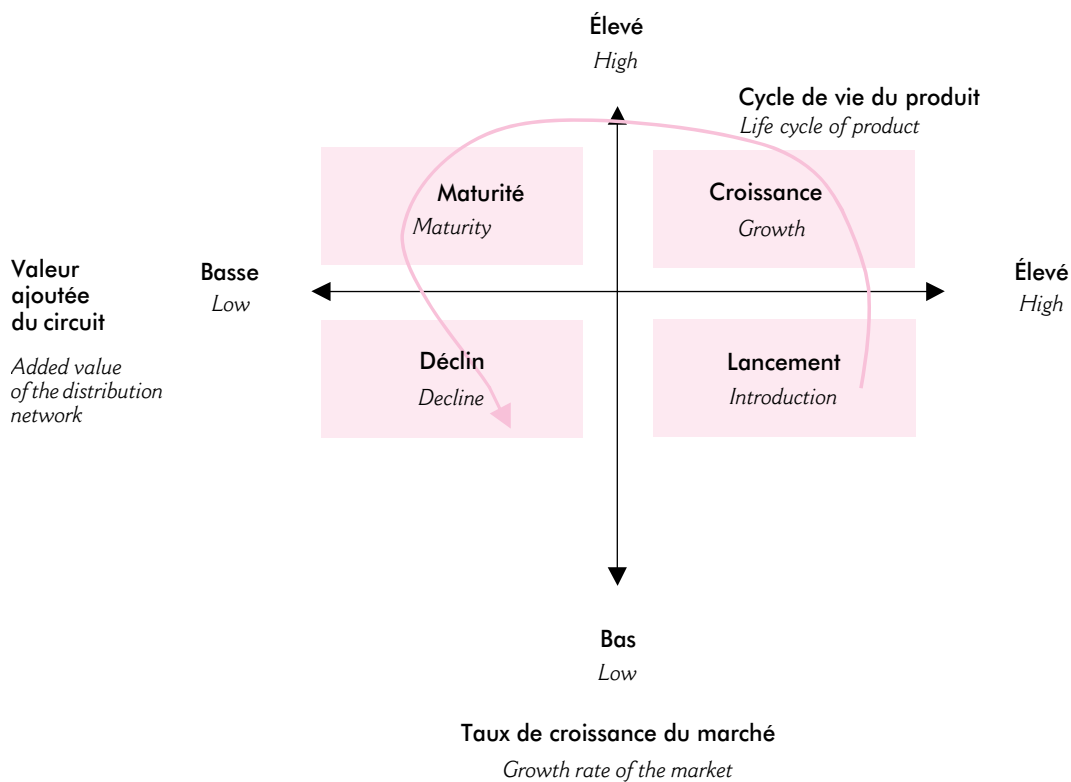 Élevé
High
Cycle de vie du produit
Life cycle of product
Maturité
Maturity
Croissance
Growth
Valeur
ajoutée
du circuit
Added value
of the distribution
network
Basse
Low
Élevé
High
Déclin
Decline
Lancement
Introduction
Bas
Low
Taux de croissance du marché
Growth rate of the market